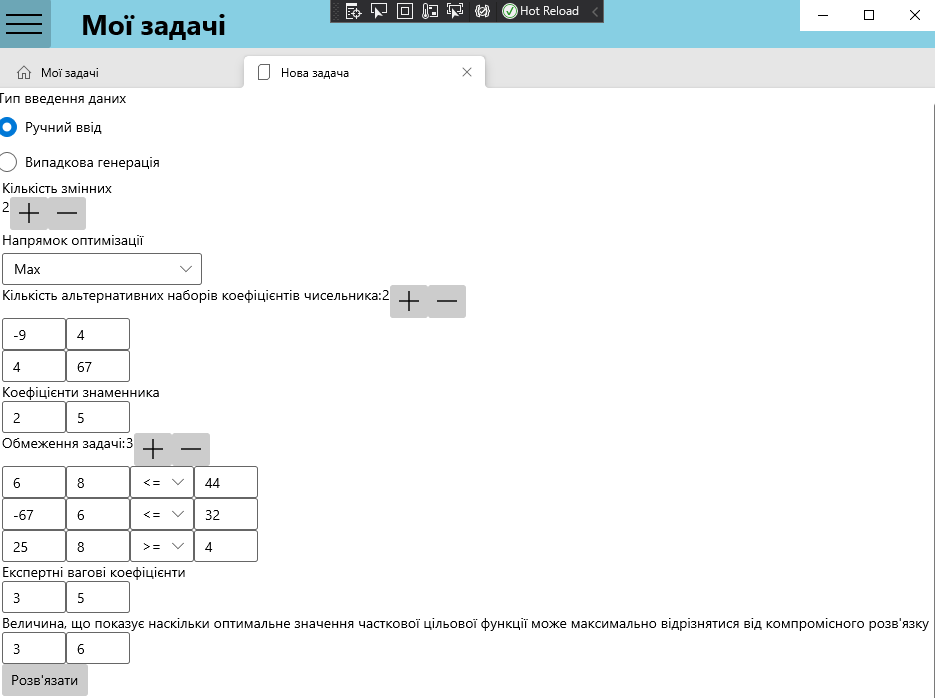 Мої задачі
Hot Reload
Мої задачі
Нова задача
Тип введення даних
Ручний ввід
Випадкова генерація
Кількість змінних
2
Напрямок оптимізації
Max
Кількість альтернативних наборів коефіцієнтів чисельника:2
-9 4
4 67
Коефіцієнти знаменника
2 5
Обмеження задачі:3
6 8 <= 44
-67 6 <= 32
25 8 >= 4
Експертні вагові коефіцієнти
3 5
Величина, що показує наскільки оптимальне значення часткової цільової функції може максимально відрізнятися від компромісного розв'язку
3 6
Розв'язати